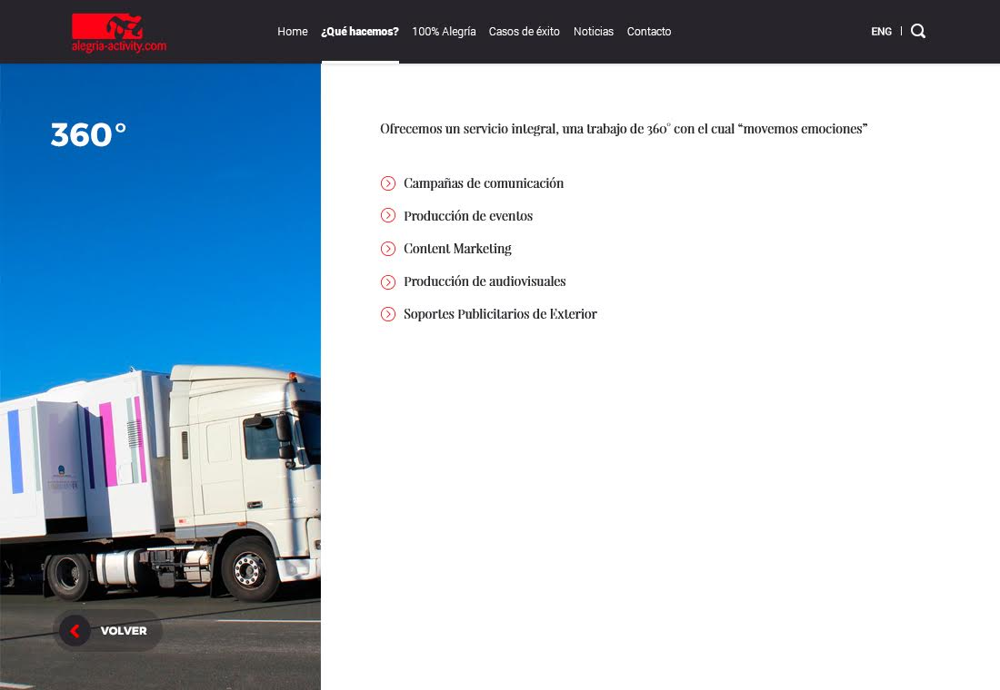 alegria-activity.com
Home ¿Qué hacemos? 100% Alegría Casos de éxito Noticias Contacto ENG
360°
Ofrecemos un servicio integral, una trabajo de 360° con el cual “movemos emociones”
Campañas de comunicación
Producción de eventos
Content Marketing
Producción de audiovisuales
Soportes Publicitarios de Exterior
VOLVER